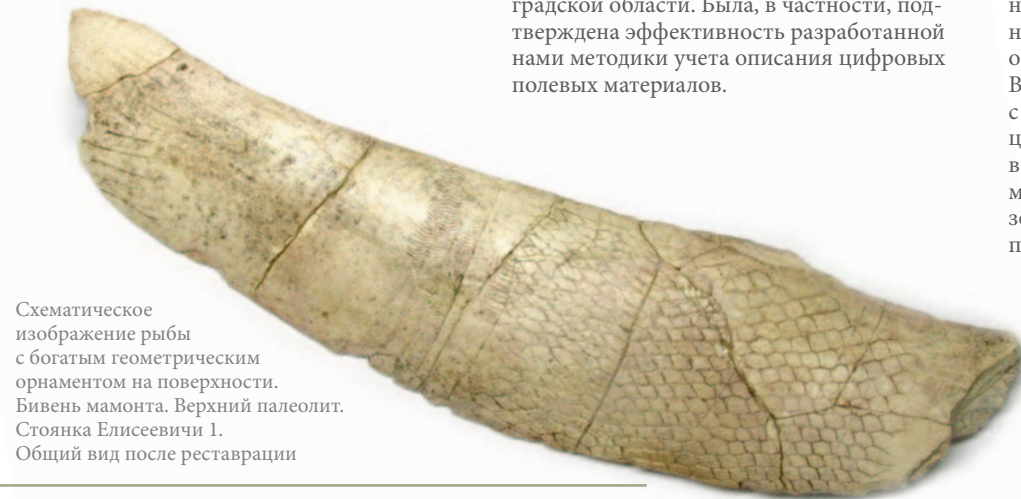 градской области. Была, в частности, под-
тверждена эффективность разработанной
нами методики учета описания цифровых
полевых материалов.
Схематическое
изображение рыбы
с богатым геометрическим
орнаментом на поверхности.
Бивень мамонта. Верхний палеолит.
Стоянка Елисеевичи 1.
Общий вид после реставрации